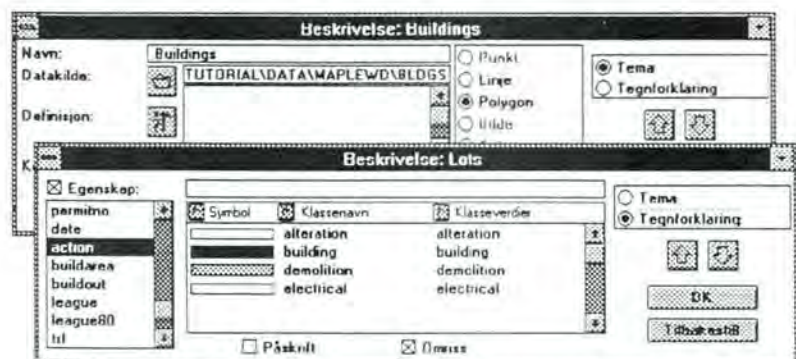 Beskrivelse: Buildings
Navn: Buildings
Datakilde: TUTORIAL\DATA\MAPLEWD\BLDGS
Definisjon:
Punkt
Linje
Polygon
Bilde
Tema
Tegnforklaring
Beskrivelse: Lots
Egenskap:
permitno
date
action
buildarea
buildout
league
league80
Symbol Klassenavn Klasseverdier
alteration alteration
building building
demolition demolition
electrical electrical
Påskrift Omriss
Tema
Tegnforklaring
OK
Tilbakestill